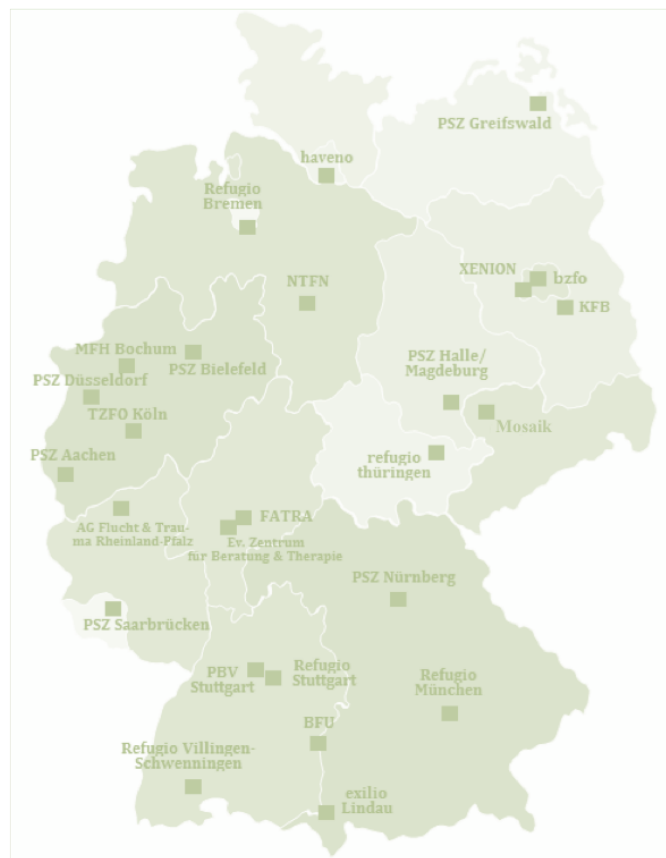 PSZ Greifswald
haveno
Refugio
Bremen
XENION
bzfo
NTFN
KFB
MFH Bochum
PSZ Bielefeld
PSZ Halle/
Magdeburg
PSZ Düsseldorf
TZFO Köln
Mosaik
PSZ Aachen
refugio
thüringen
FATRA
AG Flucht & Trau-
ma Rheinland-Pfalz
Ev. Zentrum
für Beratung & Therapie
PSZ Nürnberg
PSZ Saarbrücken
PBV
Stuttgart
Refugio
Stuttgart
Refugio
München
BFU
Refugio Villingen-
Schwenningen
exilio
Lindau